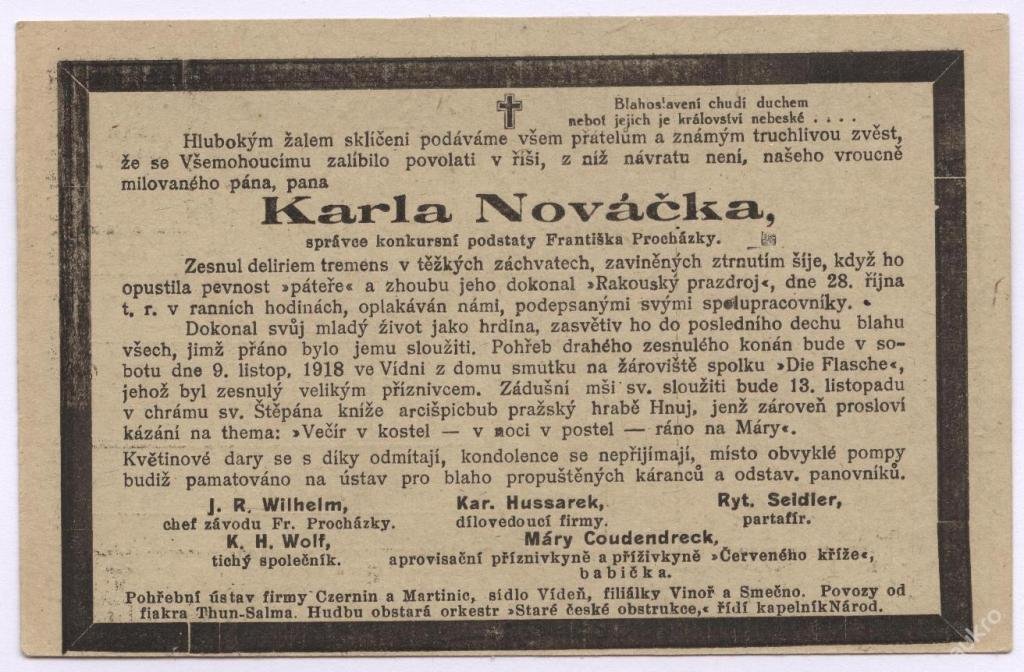 Blahoslavení chudí duchem
neboť jejich je království nebeské . . . .
Hlubokým žalem sklíčeni podáváme všem přátelům a známým truchlivou zvěst,
že se Všemohoucímu zalíbilo povolati v říši, z níž návratu není, našeho vroucně
milovaného pána, pana
Karla Nováčka,
správce konkursní podstaty Františka Procházky.
Zesnul deliriem tremens v těžkých záchvatech, zaviněných ztrnutím šíje, když ho
opustila pevnost »páteře« a zhoubu jeho dokonal »Rakouský prazdroj«, dne 28. října
t. r. v ranních hodinách, oplakáván námi, podepsanými svými spolupracovníky.
Dokonal svůj mladý život jako hrdina, zasvětiv ho do posledního dechu blahu
všech, jimž přáno bylo jemu sloužiti. Pohřeb drahého zesnulého konán bude v so-
botu dne 9. listop, 1918 ve Vídni z domu smutku na žároviště spolku »Die Flasche«,
jehož byl zesnulý velikým příznivcem. Zádušní mši sv. sloužiti bude 13. listopadu
v chrámu sv. Štěpána kníže arcišpicbub pražský hrabě Hnuj, jenž zároveň prosloví
kázání na thema: »Večír v kostel — v noci v postel — ráno na Máry«.
Květinové dary se s díky odmítají, kondolence se nepřijímají, místo obvyklé pompy
budiž pamatováno na ústav pro blaho propuštěných káranců a odstav. panovníků.
J. R. Wilhelm, Kar. Hussarek, Ryt. Seidler,
chef závodu Fr. Procházky. dílovedoucí firmy. partafír.
K. H. Wolf, Máry Coudendreck,
tichý společník. aprovisační příznivkyně a příživkyně »Červeného kříže«,
babička.
Pohřební ústav firmy Czernin a Martinic, sídlo Vídeň, filiálky Vinoř a Smečno. Povozy od
fiakra Thun-Salma. Hudbu obstará orkestr »Staré české obstrukce,« řídí kapelník Národ.
aukro